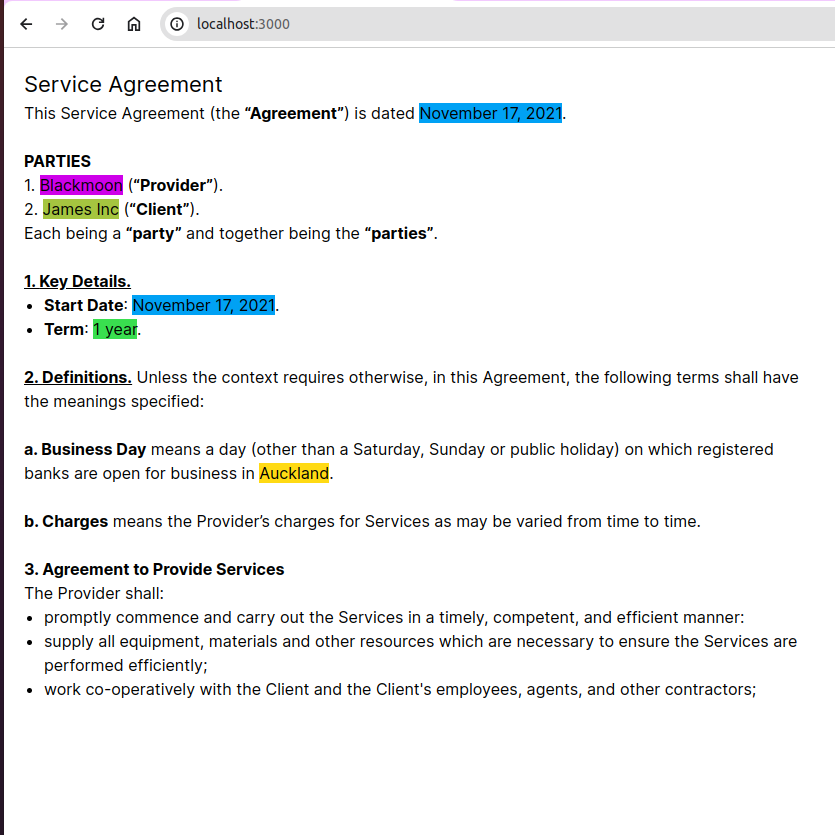 localhost:3000
Service Agreement
This Service Agreement (the “Agreement”) is dated November 17, 2021.
PARTIES
1. Blackmoon (“Provider”).
2. James Inc (“Client”).
Each being a “party” and together being the “parties”.
1. Key Details.
• Start Date: November 17, 2021.
• Term: 1 year.
2. Definitions. Unless the context requires otherwise, in this Agreement, the following terms shall have
the meanings specified:
a. Business Day means a day (other than a Saturday, Sunday or public holiday) on which registered
banks are open for business in Auckland.
b. Charges means the Provider’s charges for Services as may be varied from time to time.
3. Agreement to Provide Services
The Provider shall:
• promptly commence and carry out the Services in a timely, competent, and efficient manner:
• supply all equipment, materials and other resources which are necessary to ensure the Services are
performed efficiently;
• work co-operatively with the Client and the Client's employees, agents, and other contractors;